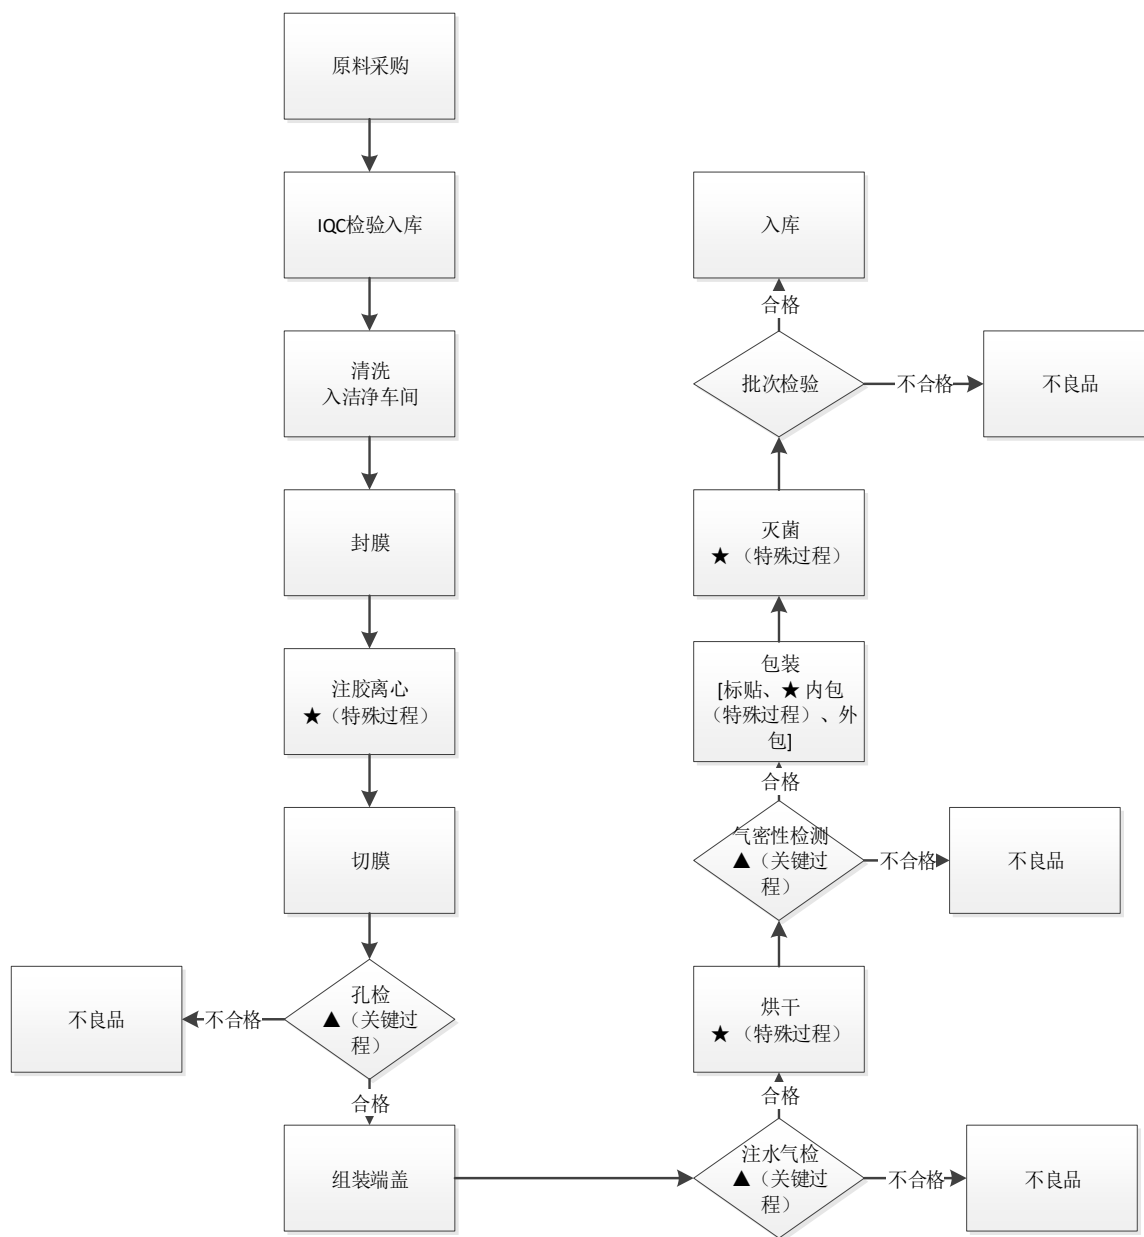 原料采购
IQC检验入库
清洗
入洁净车间
封膜
注胶离心
★（特殊过程）
切膜
孔检
▲（关键过
程）
不合格
不良品
合格
组装端盖
注水气检
▲（关键过
程）
不合格
不良品
合格
烘干
★（特殊过程）
气密性检测
▲（关键过
程）
不合格
不良品
合格
包装
[标贴、★内包
（特殊过程）、外
包]
灭菌
★（特殊过程）
批次检验
不合格
不良品
合格
入库